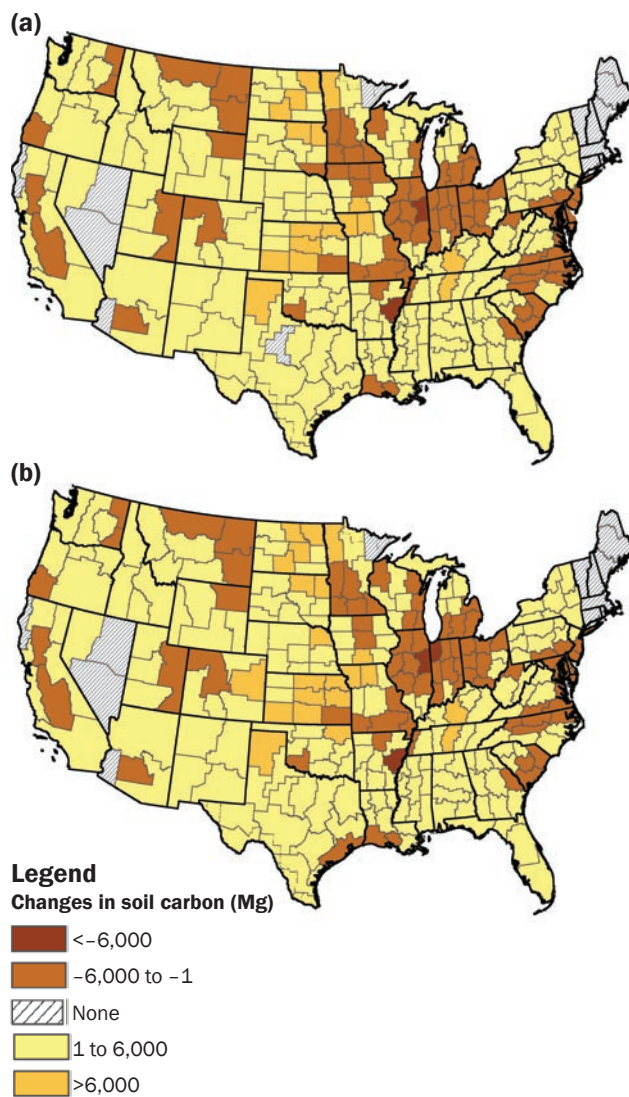 (a)
(b)
Legend
Changes in soil carbon (Mg)
<–6,000
–6,000 to –1
None
1 to 6,000
>6,000